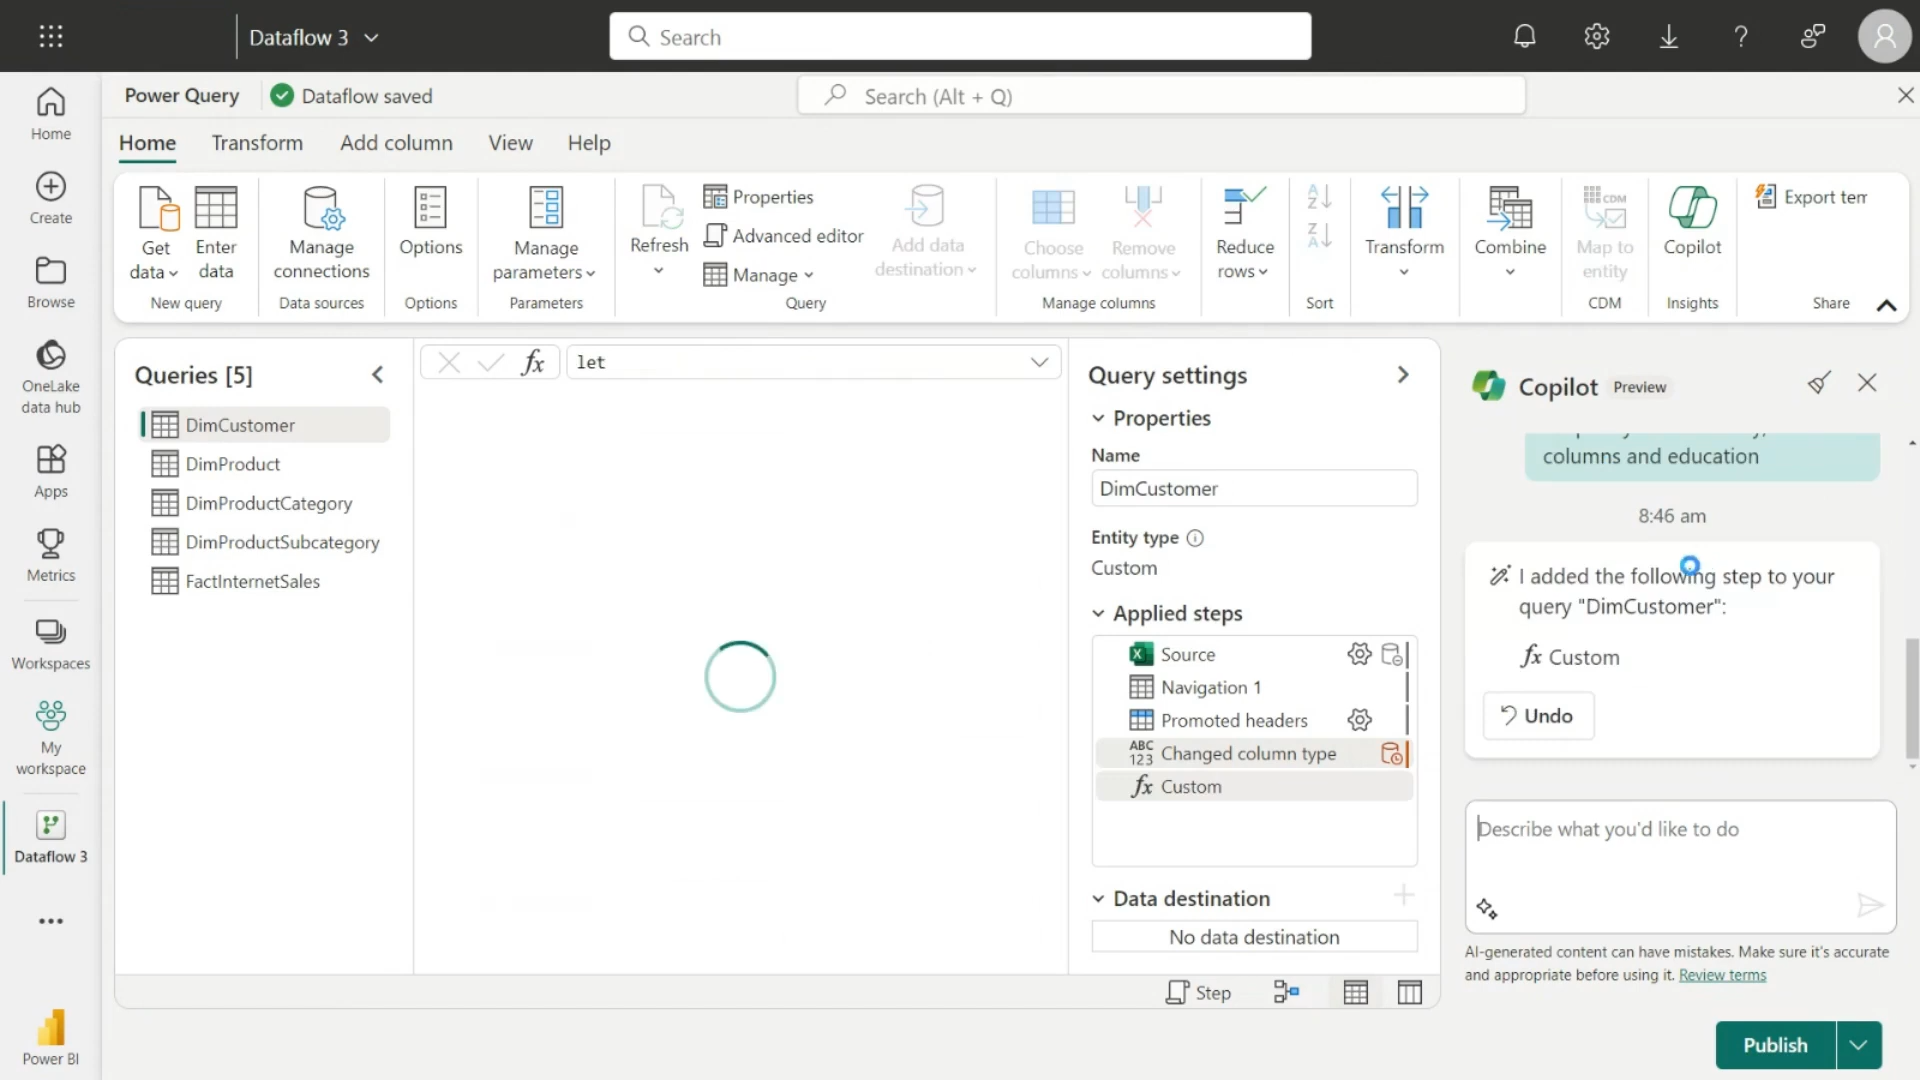 Dataflow 3
Search
Power Query
Dataflow saved
Search (Alt + Q)
Home
Transform
Add column
View
Help
Get data
Enter data
New query
Manage connections
Data sources
Options
Options
Manage parameters
Parameters
Refresh
Properties
Advanced editor
Manage
Add data destination
Query
Choose columns
Remove columns
Manage columns
Reduce rows
Sort
Transform
Combine
CDM
Map to entity
CDM
Copilot
Insights
Export tem
Share
Home
Create
Browse
OneLake data hub
Apps
Metrics
Workspaces
My workspace
Dataflow 3
Power BI
Queries [5]
DimCustomer
DimProduct
DimProductCategory
DimProductSubcategory
FactInternetSales
fx
let
Query settings
Properties
Name
DimCustomer
Entity type
Custom
Applied steps
Source
Navigation 1
Promoted headers
ABC
123
Changed column type
fx Custom
Data destination
No data destination
Step
Copilot
Preview
columns and education
8:46 am
I added the following step to your
query "DimCustomer":
fx Custom
Undo
Describe what you'd like to do
AI-generated content can have mistakes. Make sure it's accurate
and appropriate before using it. Review terms
Publish